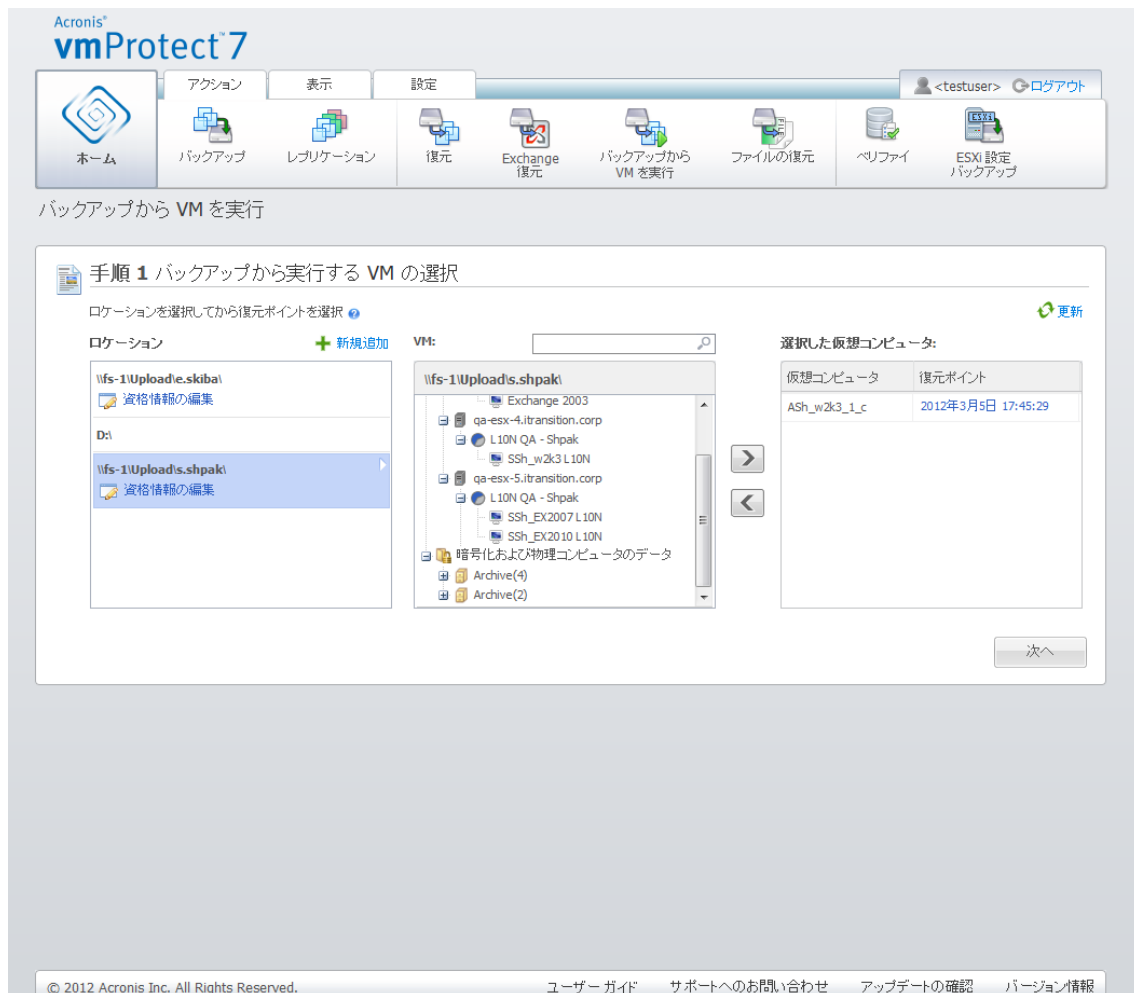 Acronis®
vmProtect™ 7
アクション 表示 設定 <testuser> ログアウト
ホーム
バックアップ
レプリケーション
復元
Exchange
復元
バックアップから
VM を実行
ファイルの復元
ベリファイ
ESXi 設定
バックアップ
バックアップから VM を実行
手順 1 バックアップから実行する VM の選択
ロケーションを選択してから復元ポイントを選択
更新
ロケーション
新規追加
\\fs-1\Upload\e.skiba\
資格情報の編集
D:\
\\fs-1\Upload\s.shpak\
資格情報の編集
VM:
\\fs-1\Upload\s.shpak\
Exchange 2003
qa-esx-4.itransition.corp
L10N QA - Shpak
SSh_w2k3 L10N
qa-esx-5.itransition.corp
L10N QA - Shpak
SSh_EX2007 L10N
SSh_EX2010 L10N
暗号化および物理コンピュータのデータ
Archive(4)
Archive(2)
選択した仮想コンピュータ:
仮想コンピュータ 復元ポイント
ASh_w2k3_1_c 2012年3月5日 17:45:29
次へ
© 2012 Acronis Inc. All Rights Reserved. ユーザー ガイド サポートへのお問い合わせ アップデートの確認 バージョン情報